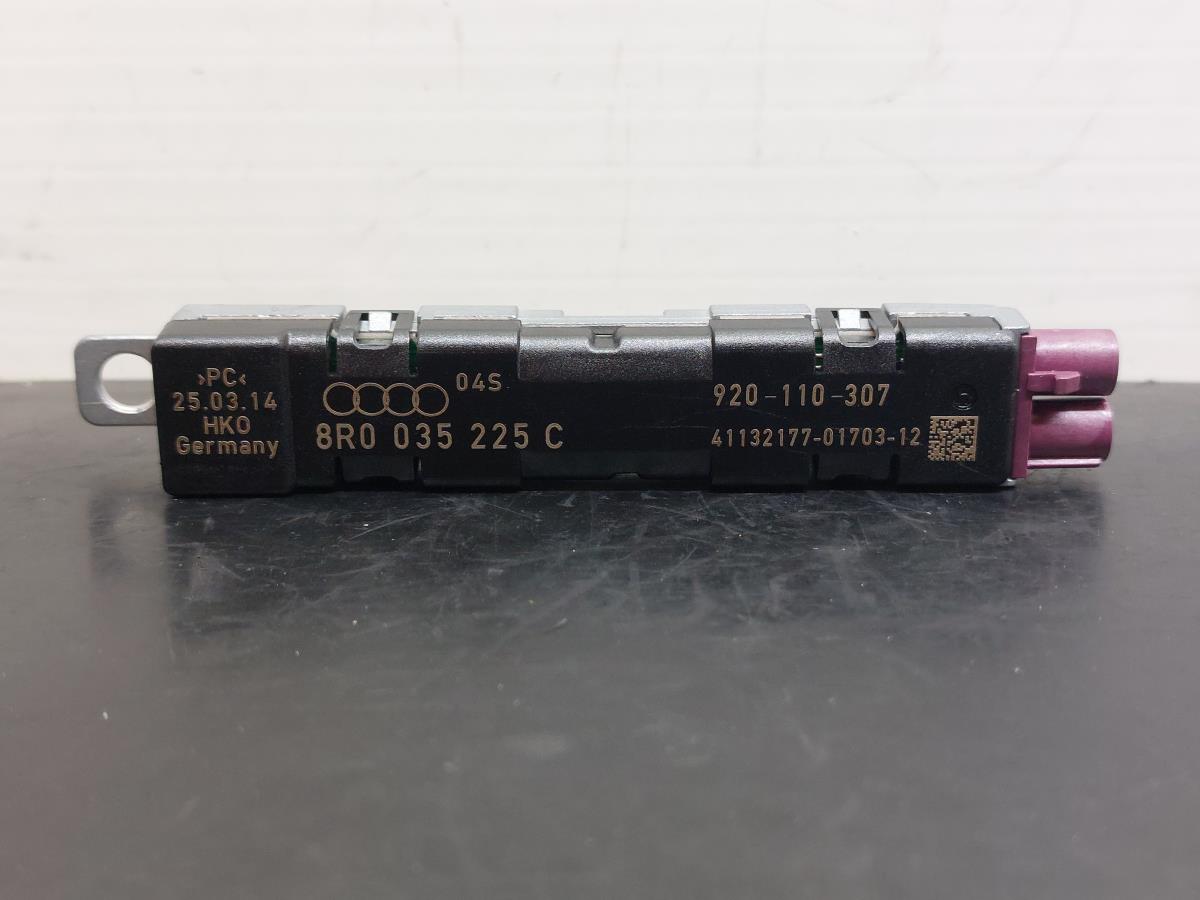 >PC<
25.03.14
HKO
Germany
04S
8R0 035 225 C
920-110-307
41132177-01703-12